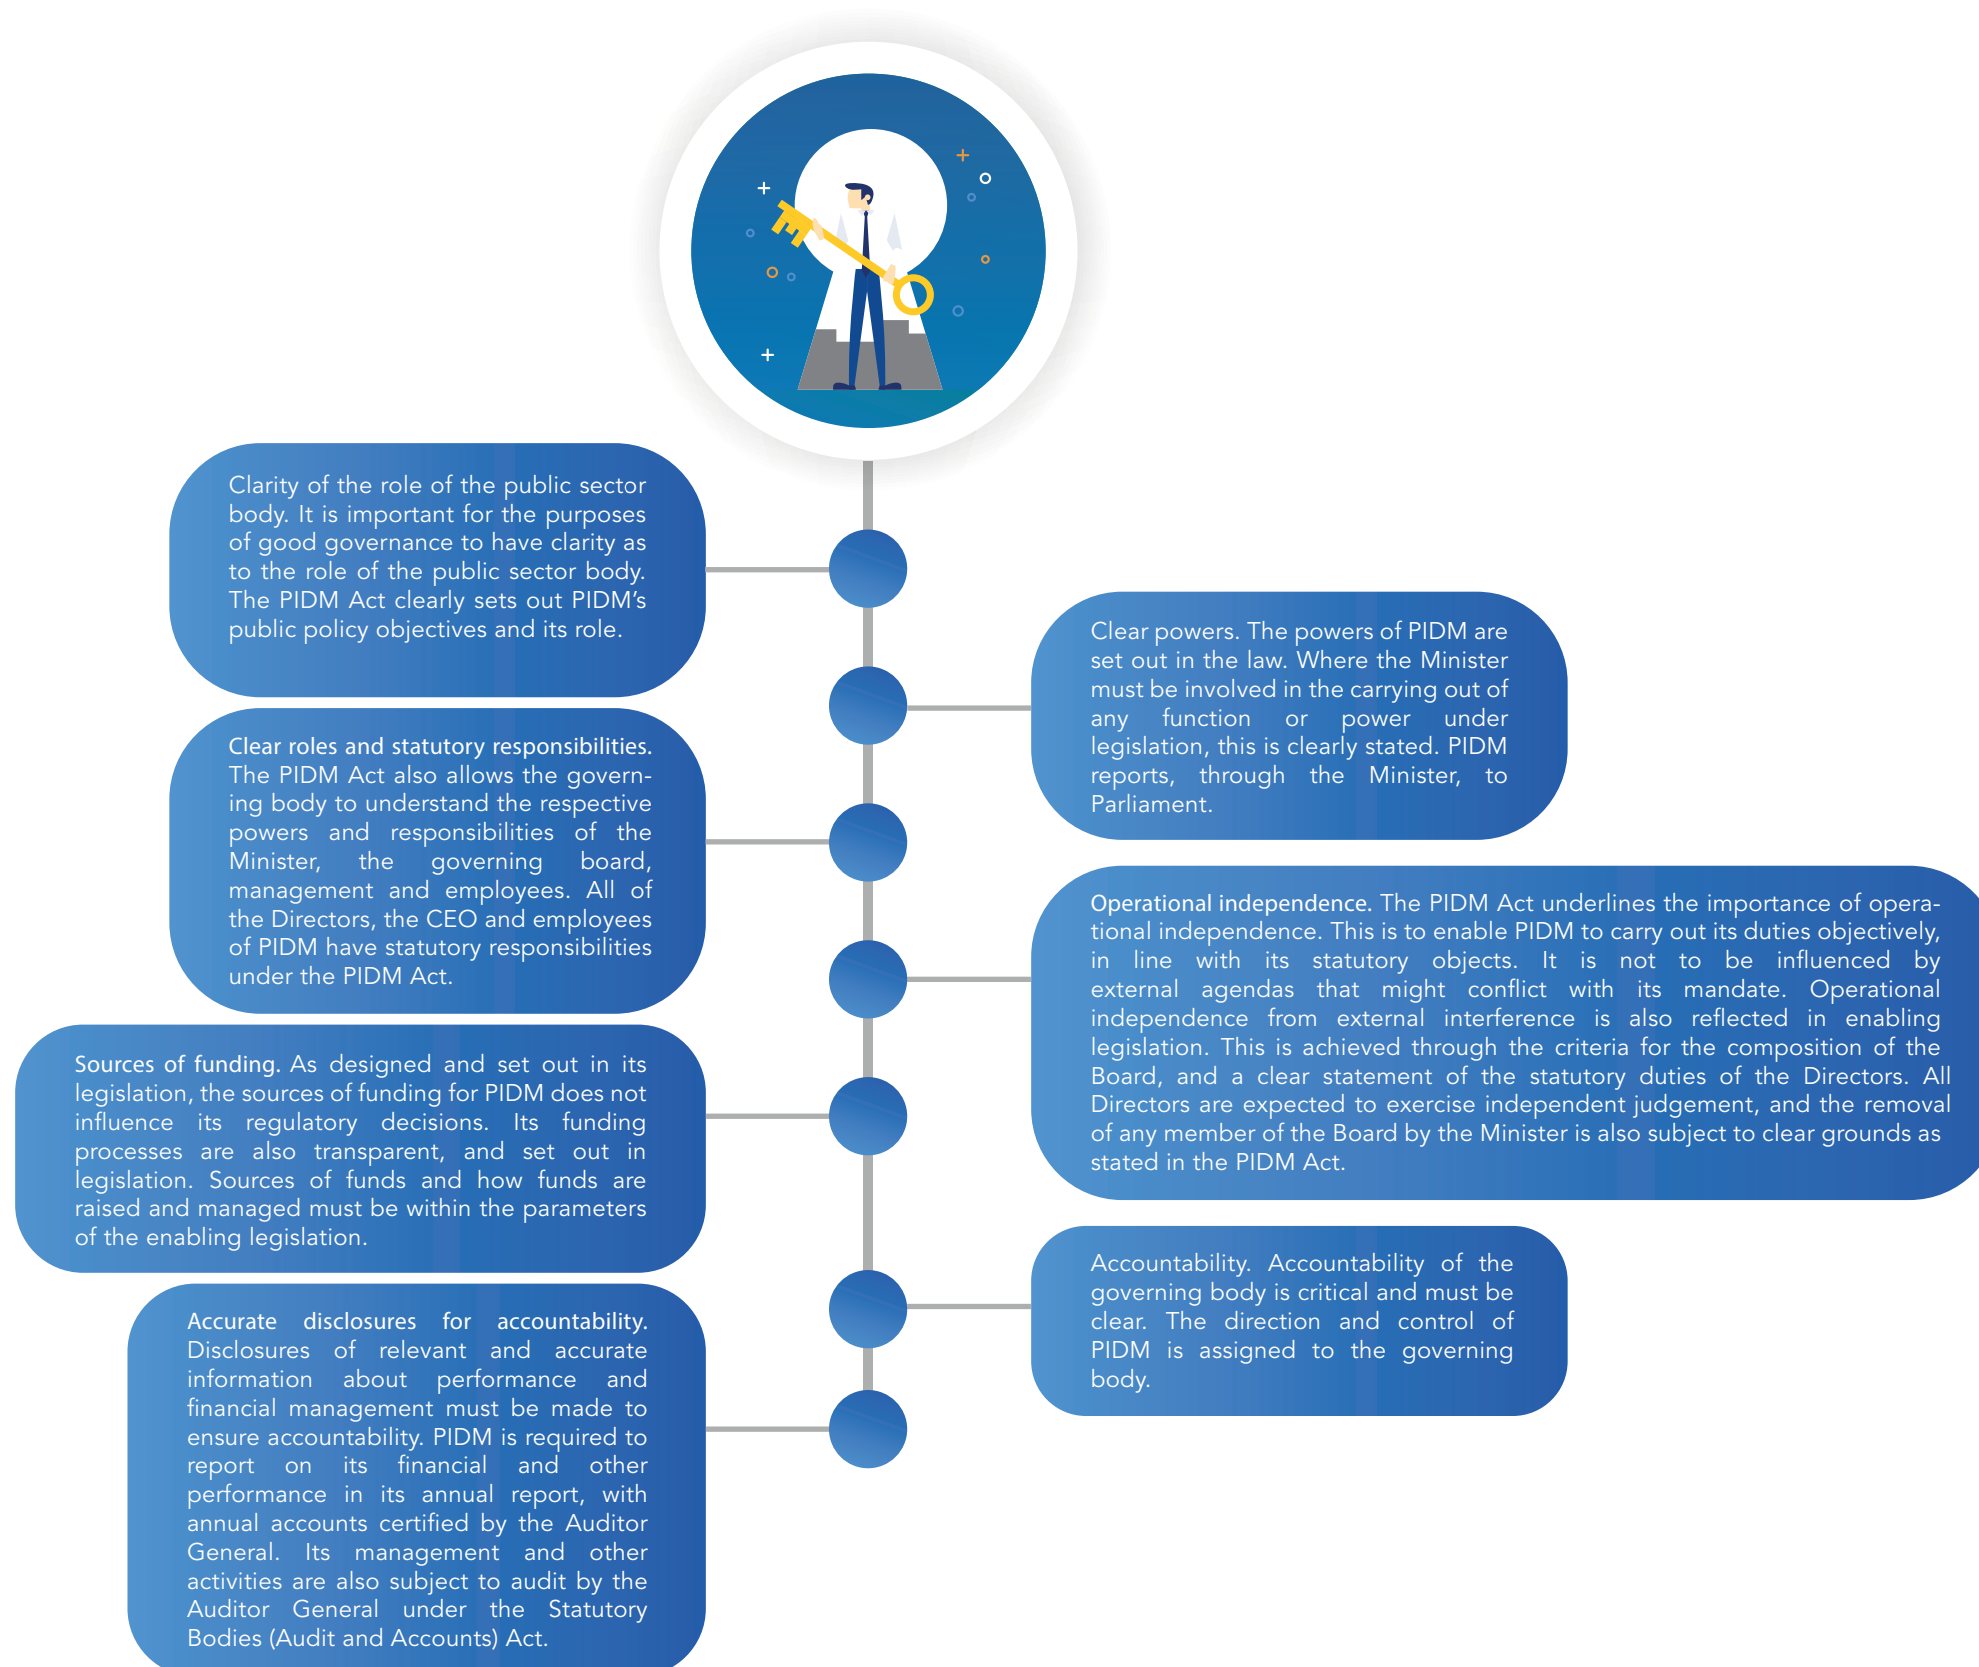 Clarity of the role of the public sector
body. It is important for the purposes
of good governance to have clarity as
to the role of the public sector body.
The PIDM Act clearly sets out PIDM’s
public policy objectives and its role.
Clear powers. The powers of PIDM are
set out in the law. Where the Minister
must be involved in the carrying out of
any function or power under
legislation, this is clearly stated. PIDM
reports, through the Minister, to
Parliament.
Clear roles and statutory responsibilities.
The PIDM Act also allows the govern-
ing body to understand the respective
powers and responsibilities of the
Minister, the governing board,
management and employees. All of
the Directors, the CEO and employees
of PIDM have statutory responsibilities
under the PIDM Act.
Operational independence. The PIDM Act underlines the importance of opera-
tional independence. This is to enable PIDM to carry out its duties objectively,
in line with its statutory objects. It is not to be influenced by
external agendas that might conflict with its mandate. Operational
independence from external interference is also reflected in enabling
legislation. This is achieved through the criteria for the composition of the
Board, and a clear statement of the statutory duties of the Directors. All
Directors are expected to exercise independent judgement, and the removal
of any member of the Board by the Minister is also subject to clear grounds as
stated in the PIDM Act.
Sources of funding. As designed and set out in its
legislation, the sources of funding for PIDM does not
influence its regulatory decisions. Its funding
processes are also transparent, and set out in
legislation. Sources of funds and how funds are
raised and managed must be within the parameters
of the enabling legislation.
Accountability. Accountability of the
governing body is critical and must be
clear. The direction and control of
PIDM is assigned to the governing
body.
Accurate disclosures for accountability.
Disclosures of relevant and accurate
information about performance and
financial management must be made to
ensure accountability. PIDM is required to
report on its financial and other
performance in its annual report, with
annual accounts certified by the Auditor
General. Its management and other
activities are also subject to audit by the
Auditor General under the Statutory
Bodies (Audit and Accounts) Act.